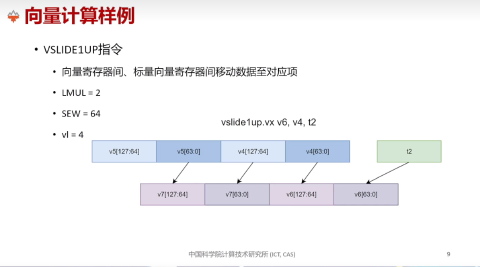 向量计算样例
• VSLIDE1UP指令
• 向量寄存器间、标量向量寄存器间移动数据至对应项
• LMUL = 2
• SEW = 64
• vl = 4
vslide1up.vx v6, v4, t2
v5[127:64] v5[63:0] v4[127:64] v4[63:0] t2
v7[127:64] v7[63:0] v6[127:64] v6[63:0]
中国科学院计算技术研究所 (ICT, CAS) 9